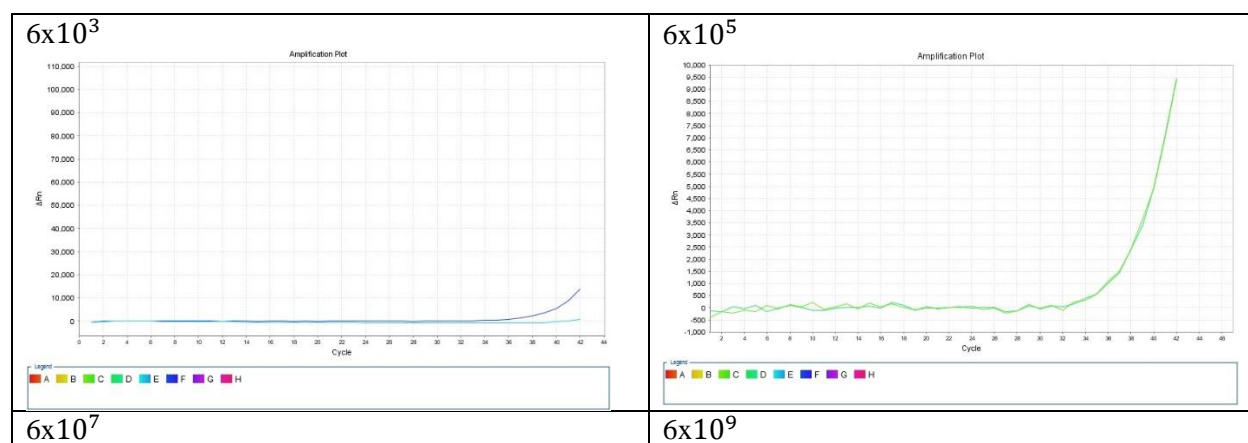 6x10³
Amplification Plot
110,000
100,000
90,000
80,000
70,000
60,000
50,000
40,000
30,000
20,000
10,000
0
ΔRn
0 2 4 6 8 10 12 14 16 18 20 22 24 26 28 30 32 34 36 38 40 42 44
Cycle
Legend
A B C D E F G H
6x10⁵
Amplification Plot
10,000
9,500
9,000
8,500
8,000
7,500
7,000
6,500
6,000
5,500
5,000
4,500
4,000
3,500
3,000
2,500
2,000
1,500
1,000
500
0
-500
-1,000
ΔRn
2 4 6 8 10 12 14 16 18 20 22 24 26 28 30 32 34 36 38 40 42 44 46
Cycle
Legend
A B C D E F G H
6x10⁷
6x10⁹